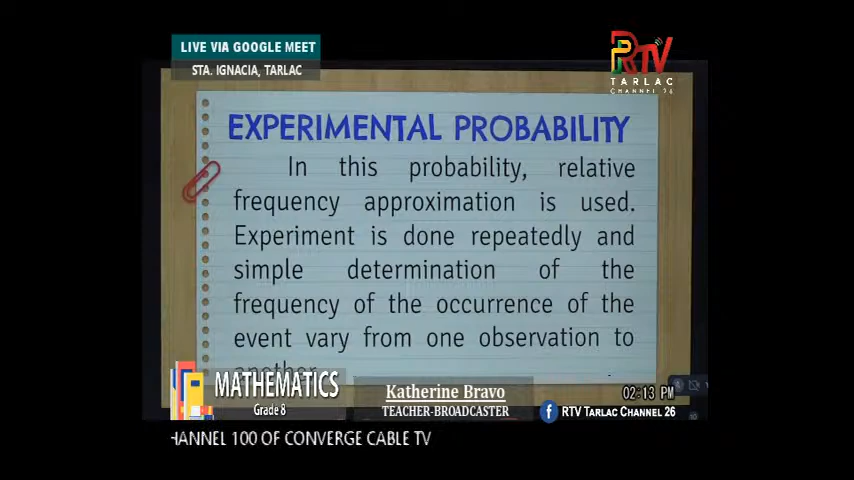 LIVE VIA GOOGLE MEET
STA. IGNACIA, TARLAC
RTV
TARLAC
CHANNEL 26
EXPERIMENTAL PROBABILITY
In this probability, relative
frequency approximation is used.
Experiment is done repeatedly and
simple determination of the
frequency of the occurrence of the
event vary from one observation to
another.
MATHEMATICS
Grade 8
Katherine Bravo
TEACHER-BROADCASTER
02:13 PM
RTV TARLAC CHANNEL 26
HANNEL 100 OF CONVERGE CABLE TV